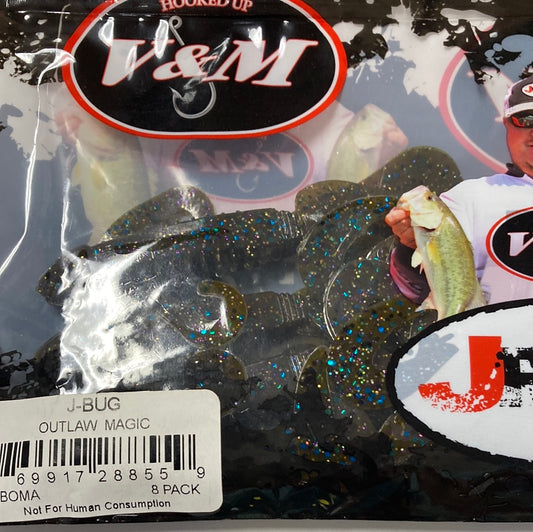 HOOKED UP
V&M
V&M
V&M
J
J-BUG
OUTLAW MAGIC
69917 28855 9
BOMA 8 PACK
Not For Human Consumption